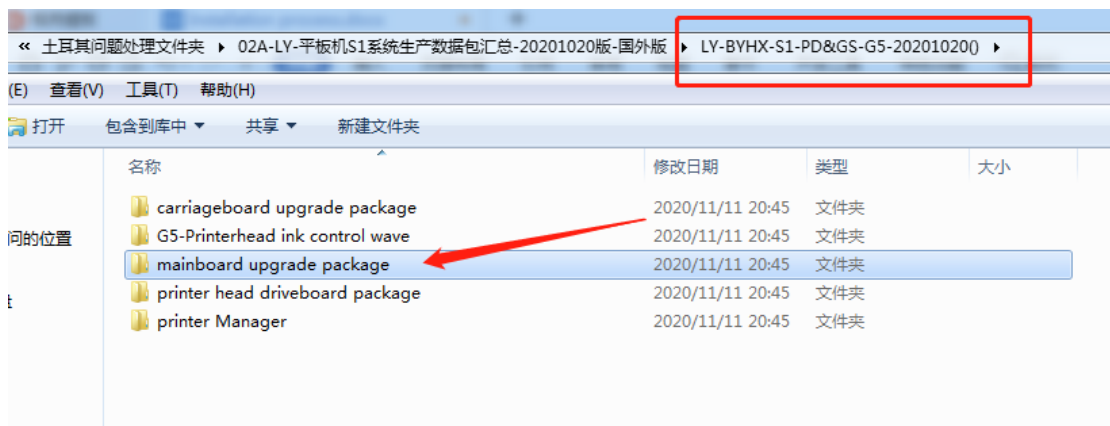 « 土耳其问题处理文件夹 ▸ 02A-LY-平板机S1系统生产数据包汇总-20201020版-国外版 ▸ LY-BYHX-S1-PD&GS-G5-20201020() ▸
(E) 查看(V) 工具(T) 帮助(H)
打开 包含到库中 ▼ 共享 ▼ 新建文件夹
名称 修改日期 类型 大小
carriageboard upgrade package 2020/11/11 20:45 文件夹
问的位置 G5-Printerhead ink control wave 2020/11/11 20:45 文件夹
mainboard upgrade package 2020/11/11 20:45 文件夹
printer head driveboard package 2020/11/11 20:45 文件夹
printer Manager 2020/11/11 20:45 文件夹